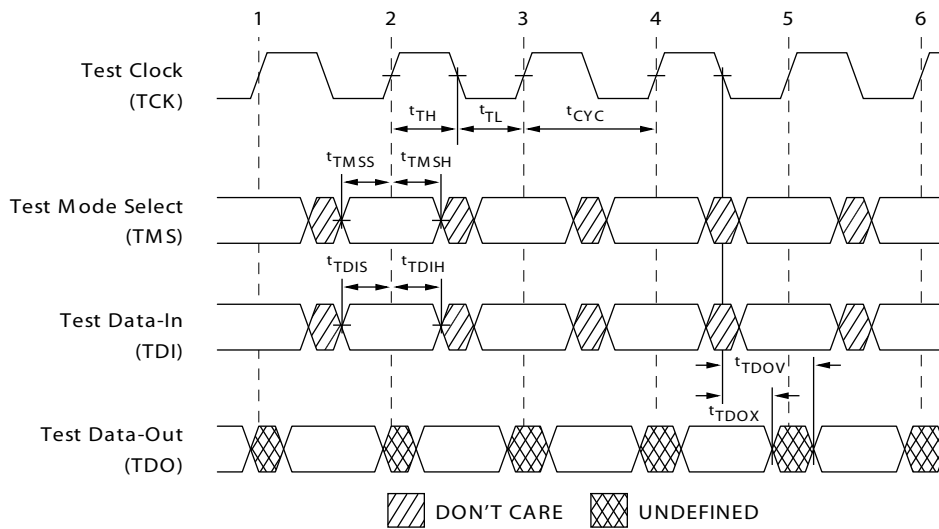 1 2 3 4 5 6
Test Clock
(TCK)
tTH tTL tCYC
tTMSS tTMSH
Test Mode Select
(TMS)
tTDIS tTDIH
Test Data-In
(TDI)
tTDOV
tTDOX
Test Data-Out
(TDO)
DON'T CARE UNDEFINED